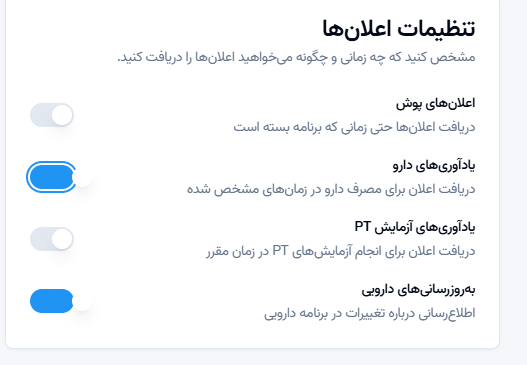 تنظیمات اعلان‌ها
مشخص کنید که چه زمانی و چگونه می‌خواهید اعلان‌ها را دریافت کنید.
اعلان‌های پوش
دریافت اعلان‌ها حتی زمانی که برنامه بسته است
یادآوری‌های دارو
دریافت اعلان برای مصرف دارو در زمان‌های مشخص شده
یادآوری‌های آزمایش PT
دریافت اعلان برای انجام آزمایش‌های PT در زمان مقرر
به‌روزرسانی‌های دارویی
اطلاع‌رسانی درباره تغییرات در برنامه دارویی